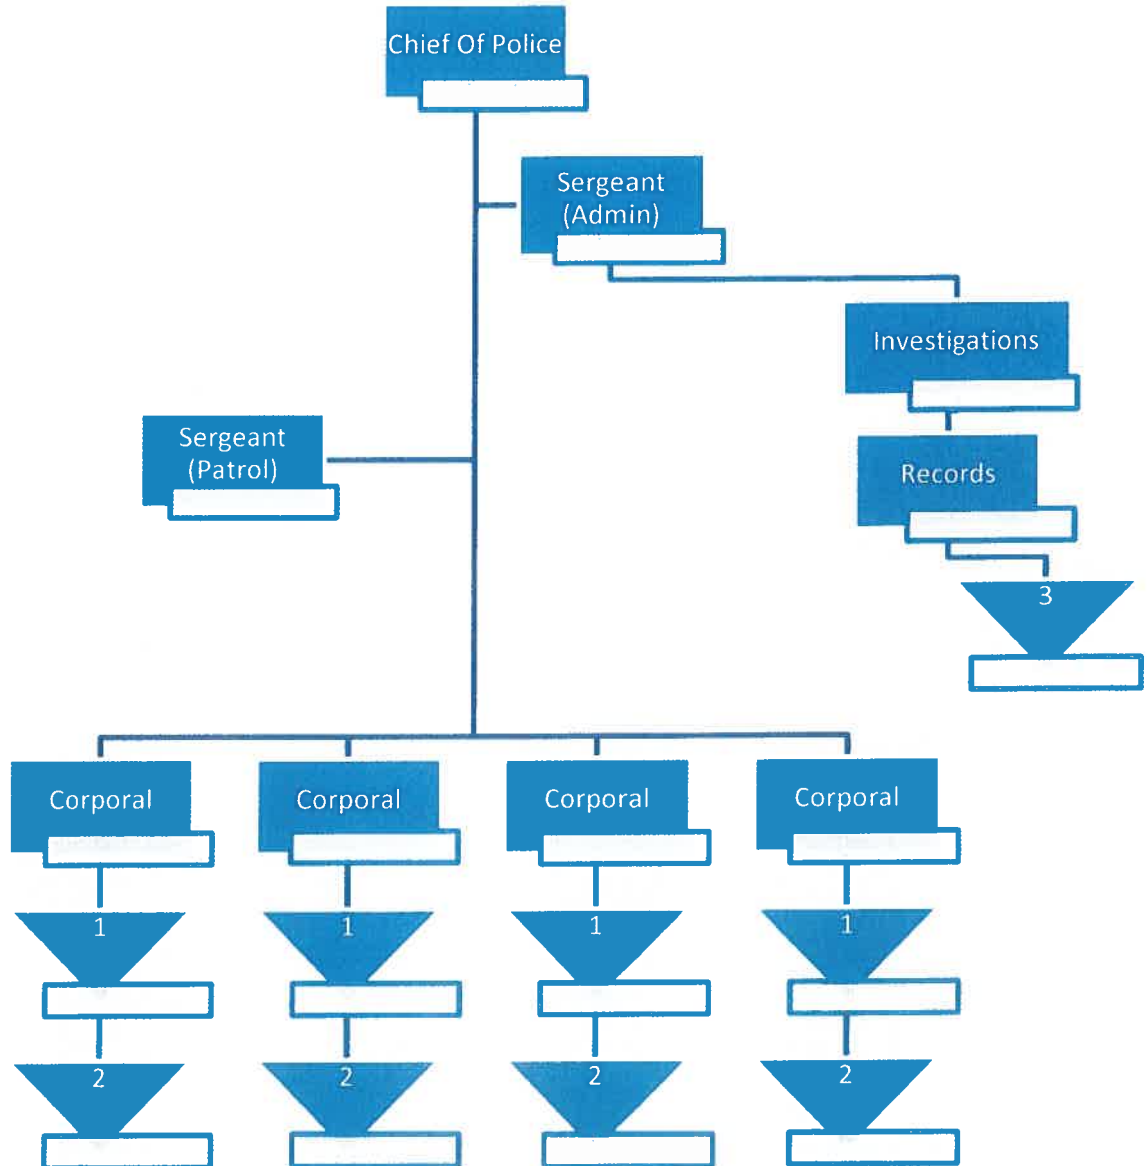 Chief Of Police
Sergeant
(Admin)
Investigations
Sergeant
(Patrol)
Records
3
Corporal
Corporal
Corporal
Corporal
1
1
1
1
2
2
2
2